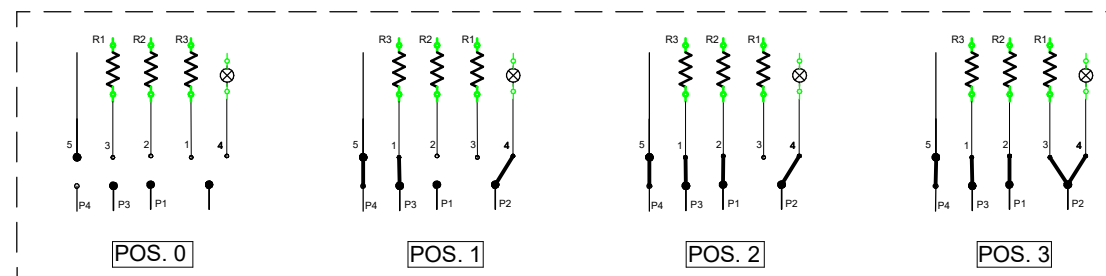 R1 R2 R3
5 3 2 1 4
P4 P3 P1
POS. 0
R3 R2 R1
5 1 2 3 4
P4 P3 P1 P2
POS. 1
R3 R2 R1
5 1 2 3 4
P4 P3 P1 P2
POS. 2
R3 R2 R1
5 1 2 3 4
P4 P3 P1 P2
POS. 3